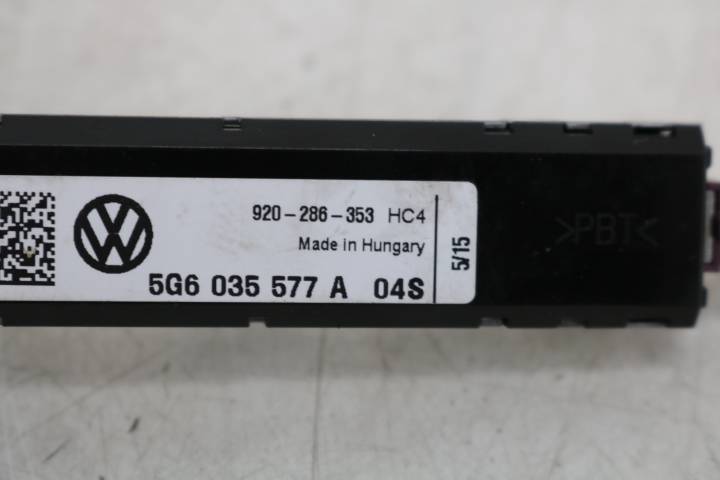 920-286-353 HC4
Made in Hungary
5G6 035 577 A 04S
5/15
>PBT<